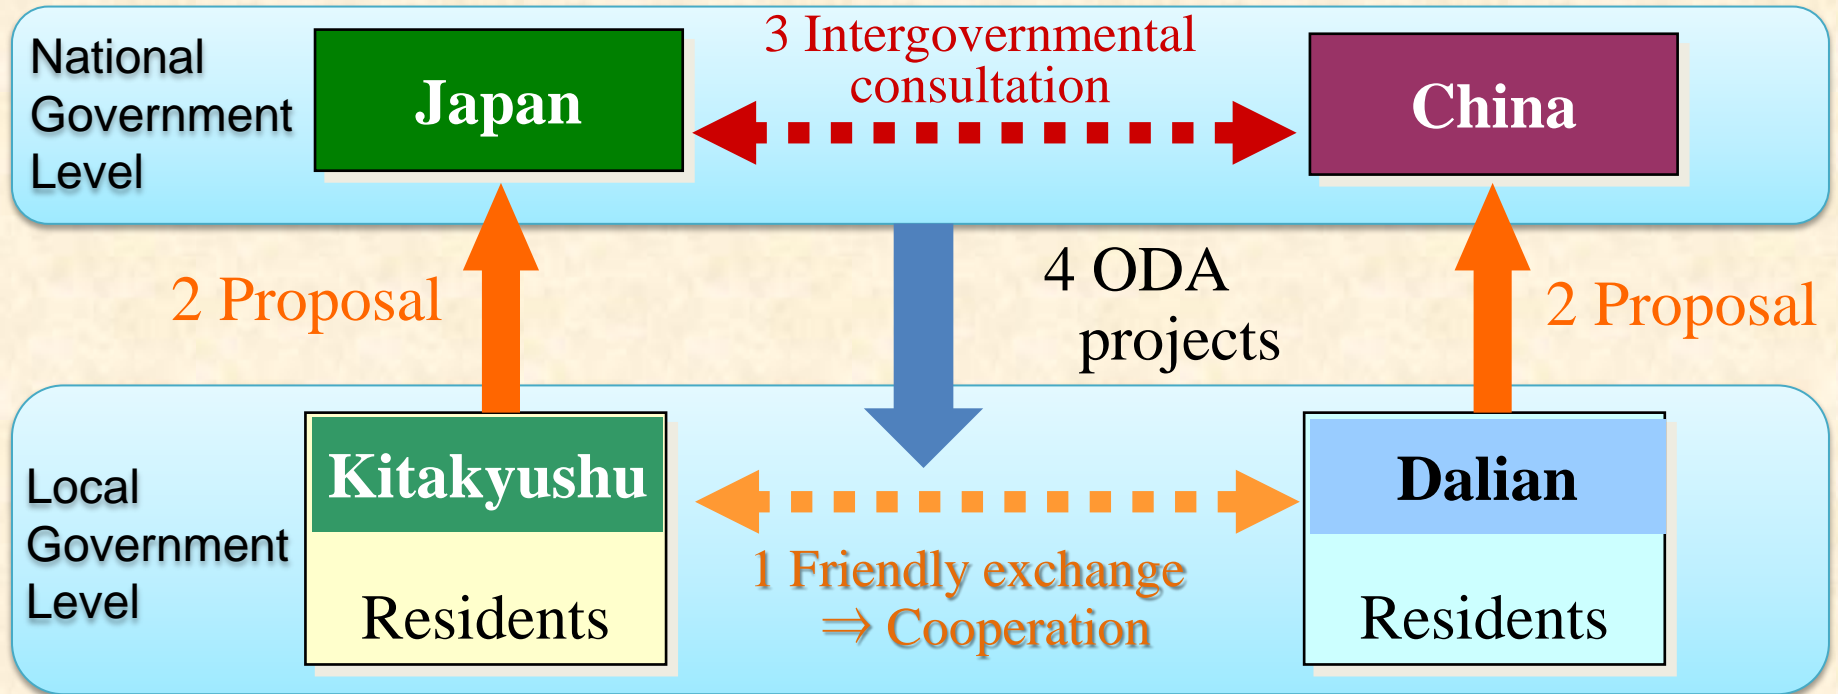 National
Government
Level
Japan
3 Intergovernmental
consultation
China
2 Proposal
4 ODA
projects
2 Proposal
Local
Government
Level
Kitakyushu
Residents
1 Friendly exchange
⇒ Cooperation
Dalian
Residents